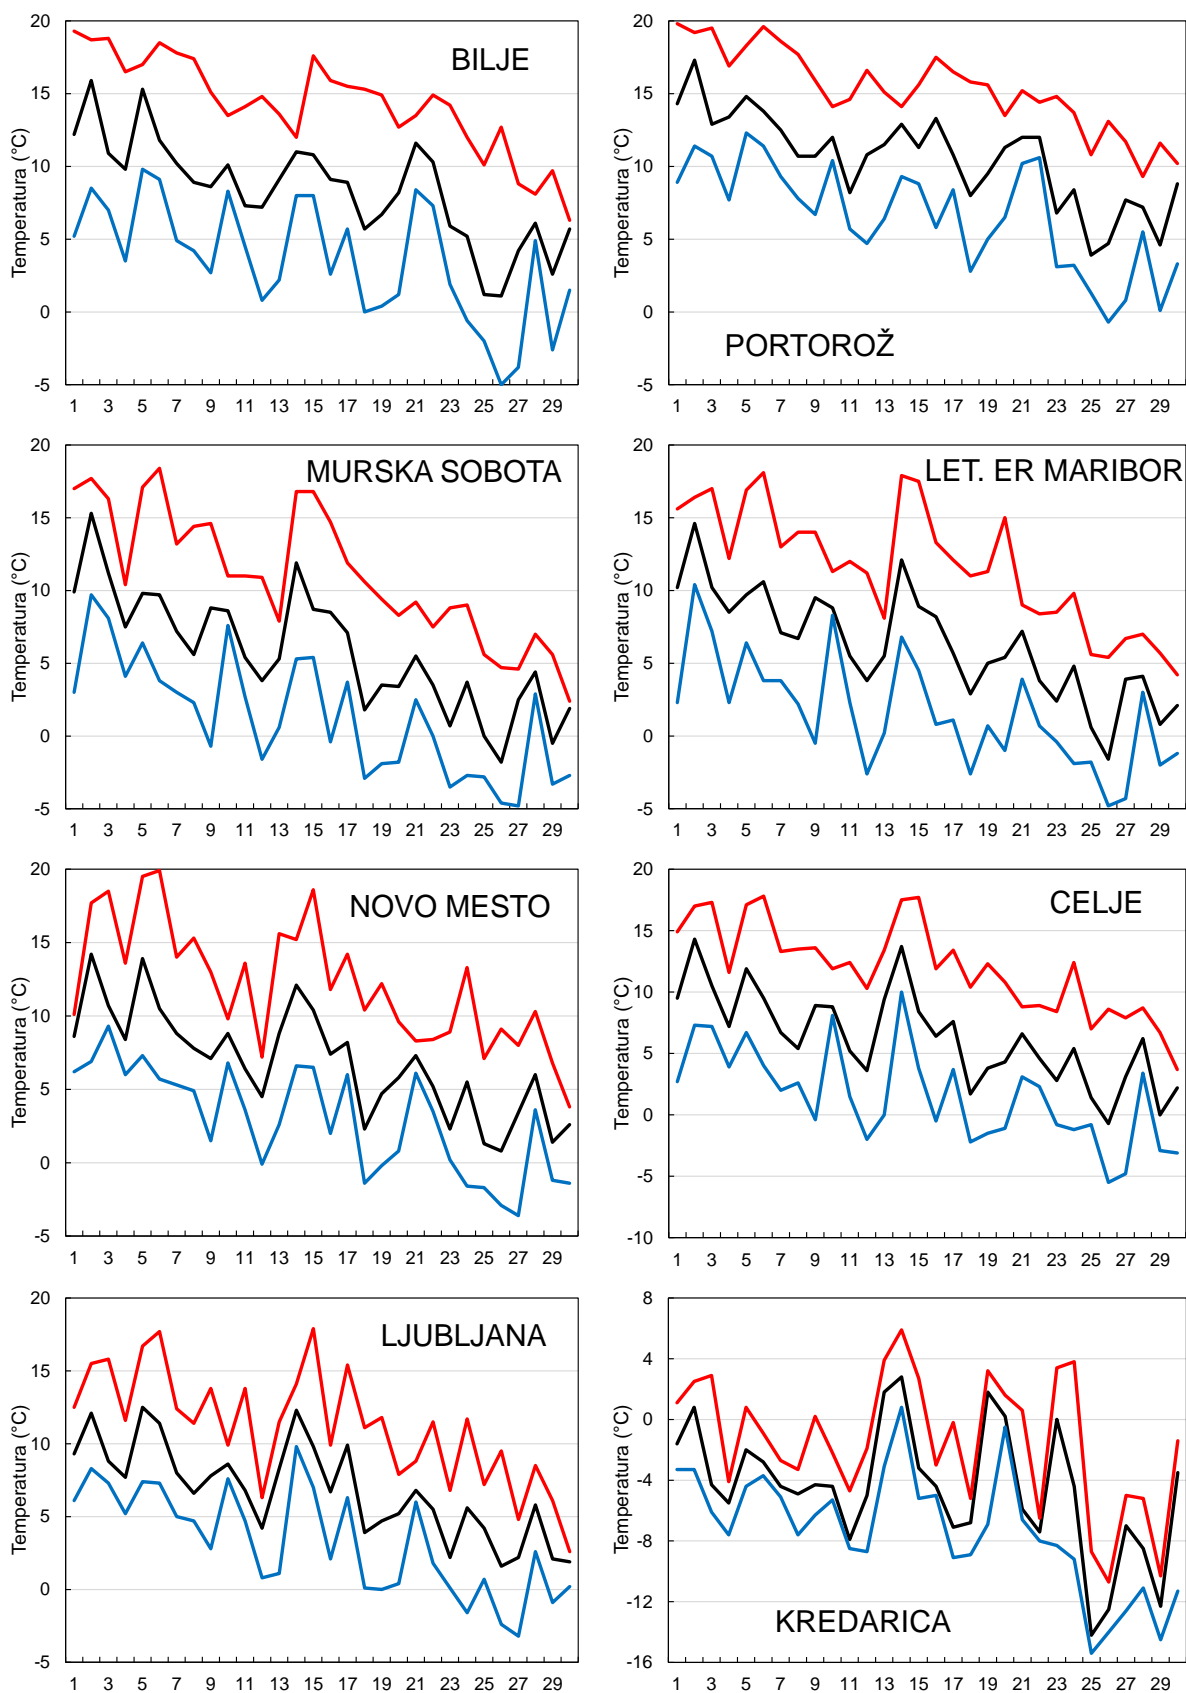 BILJE
Temperatura (°C)
20
15
10
5
0
-5
1 3 5 7 9 11 13 15 17 19 21 23 25 27 29
PORTOROŽ
Temperatura (°C)
20
15
10
5
0
-5
1 3 5 7 9 11 13 15 17 19 21 23 25 27 29
MURSKA SOBOTA
Temperatura (°C)
20
15
10
5
0
-5
1 3 5 7 9 11 13 15 17 19 21 23 25 27 29
LET. ER MARIBOR
Temperatura (°C)
20
15
10
5
0
-5
1 3 5 7 9 11 13 15 17 19 21 23 25 27 29
NOVO MESTO
Temperatura (°C)
20
15
10
5
0
-5
1 3 5 7 9 11 13 15 17 19 21 23 25 27 29
CELJE
Temperatura (°C)
20
15
10
5
0
-5
-10
1 3 5 7 9 11 13 15 17 19 21 23 25 27 29
LJUBLJANA
Temperatura (°C)
20
15
10
5
0
-5
1 3 5 7 9 11 13 15 17 19 21 23 25 27 29
KREDARICA
Temperatura (°C)
8
4
0
-4
-8
-12
-16
1 3 5 7 9 11 13 15 17 19 21 23 25 27 29